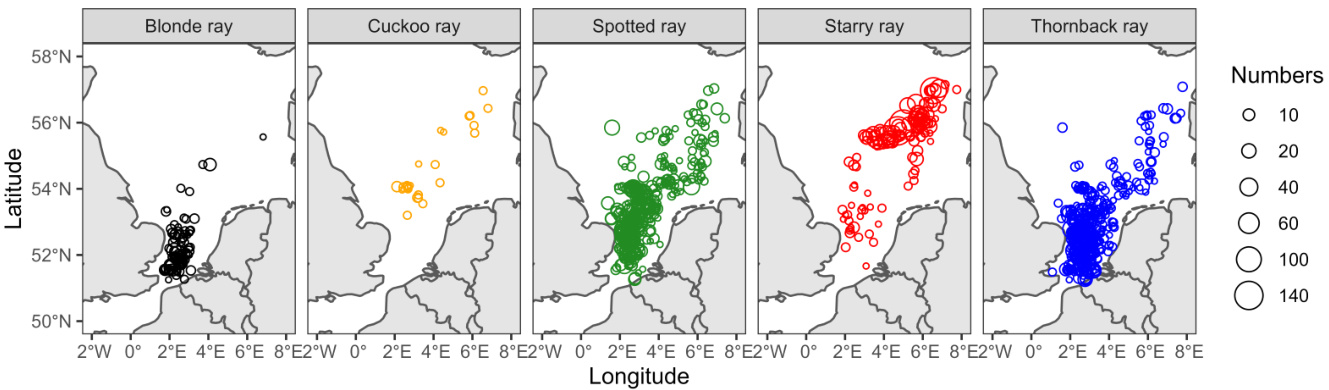 Blonde ray
Cuckoo ray
Spotted ray
Starry ray
Thornback ray
58°N
56°N
54°N
52°N
50°N
Latitude
2°W 0° 2°E 4°E 6°E 8°E
2°W 0° 2°E 4°E 6°E 8°E
2°W 0° 2°E 4°E 6°E 8°E
2°W 0° 2°E 4°E 6°E 8°E
2°W 0° 2°E 4°E 6°E 8°E
Longitude
Numbers
10
20
40
60
100
140